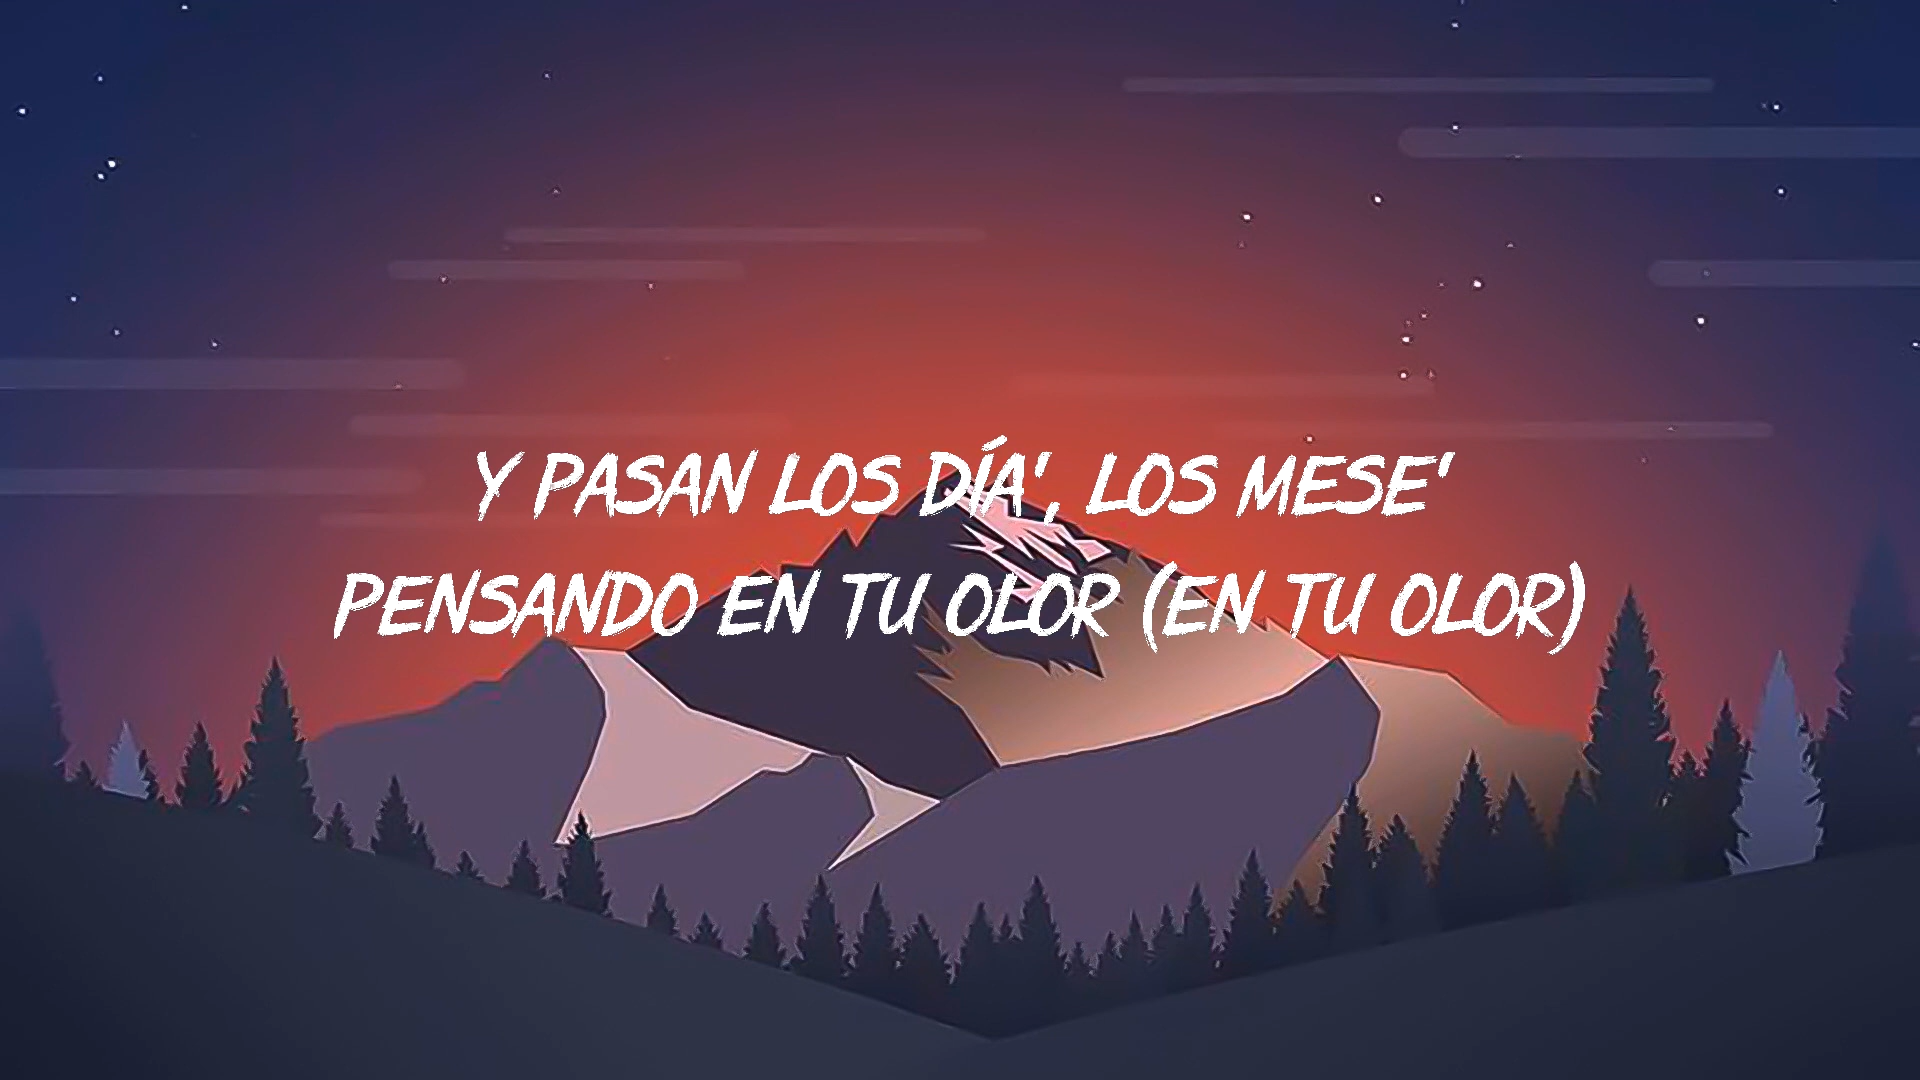 Y PASAN LOS DÍA', LOS MESE'
PENSANDO EN TU OLOR (EN TU OLOR)